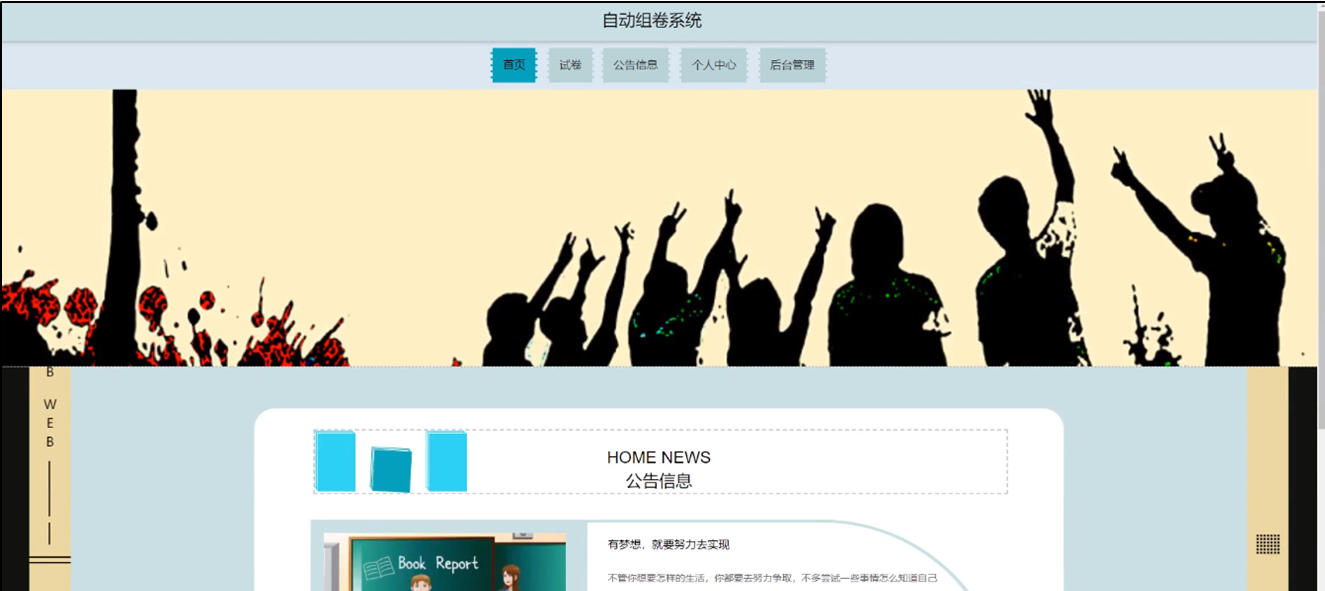 自动组卷系统
首页 试卷 公告信息 个人中心 后台管理
B
W
E
B
HOME NEWS
公告信息
Book Report
有梦想，就要努力去实现
不管你想要怎样的生活，你都要去努力争取，不多尝试一些事情怎么知道自己